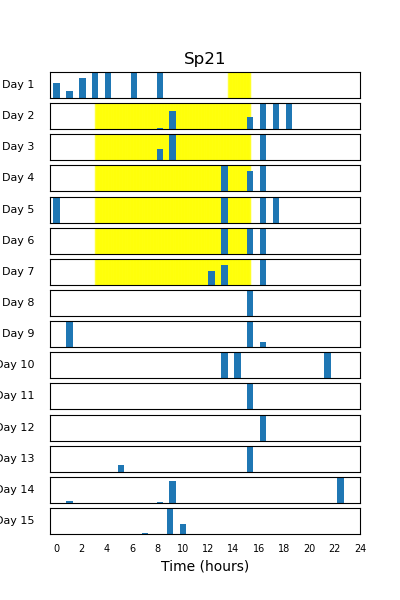 Sp21
Day 1
Day 2
Day 3
Day 4
Day 5
Day 6
Day 7
Day 8
Day 9
Day 10
Day 11
Day 12
Day 13
Day 14
Day 15
0 2 4 6 8 10 12 14 16 18 20 22 24
Time (hours)